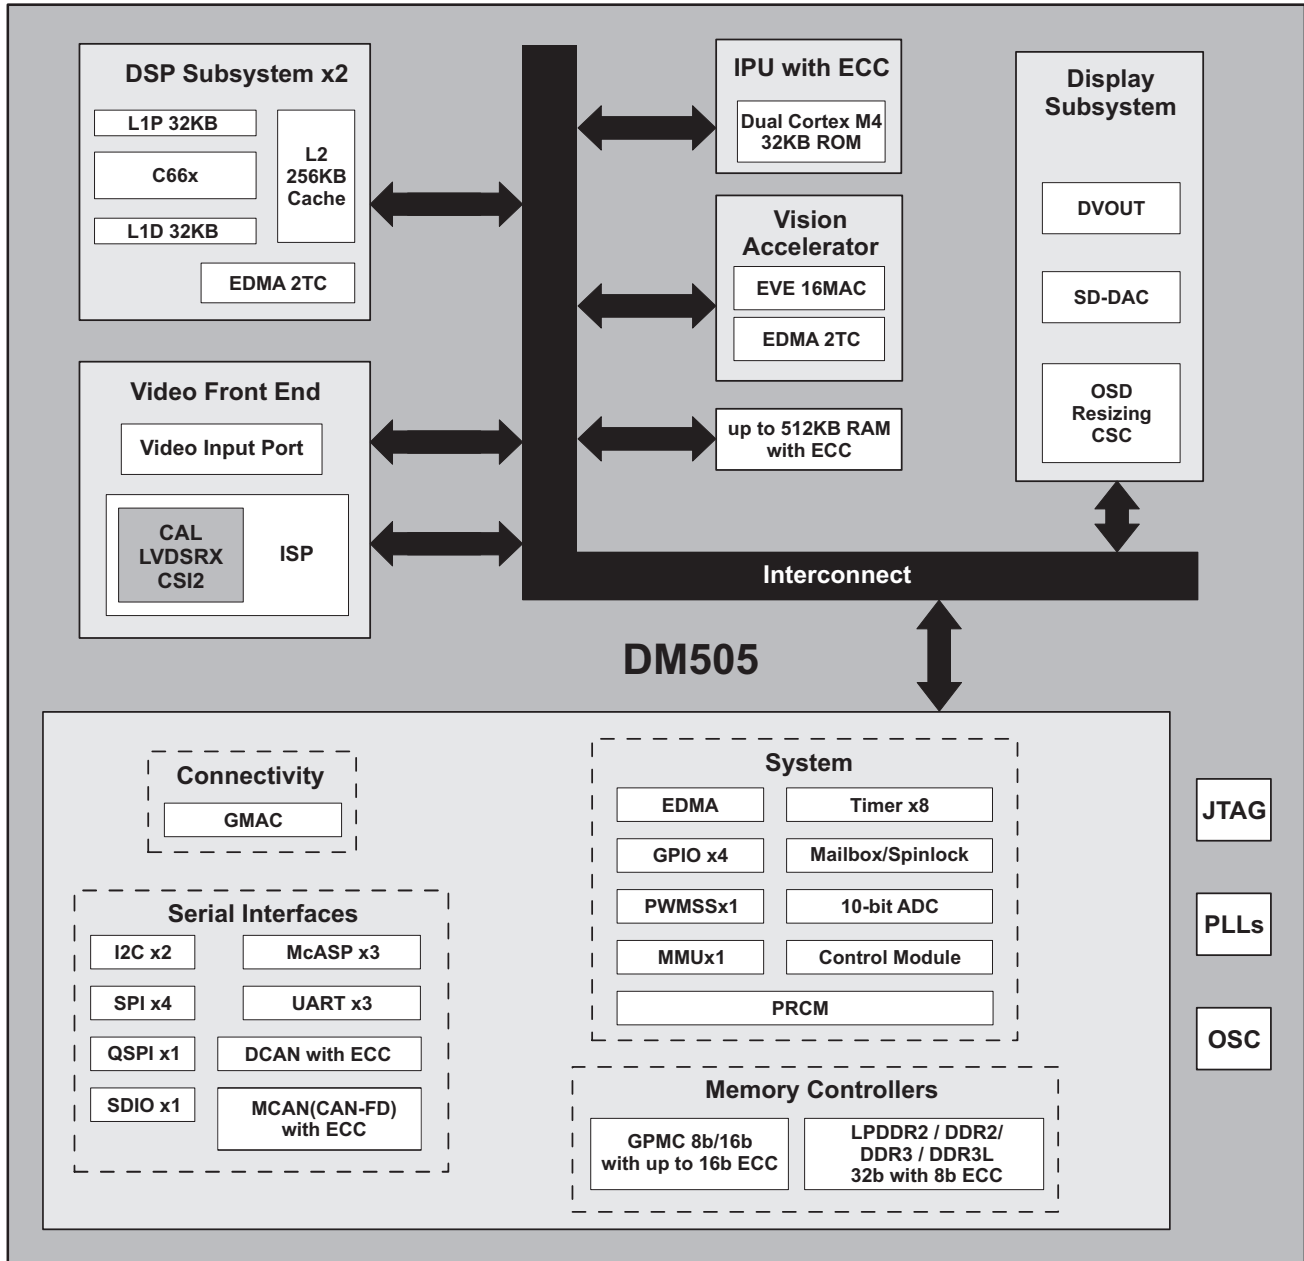 DSP Subsystem x2
L1P 32KB
C66x
L1D 32KB
L2
256KB
Cache
EDMA 2TC
IPU with ECC
Dual Cortex M4
32KB ROM
Vision
Accelerator
EVE 16MAC
EDMA 2TC
up to 512KB RAM
with ECC
Display
Subsystem
DVOUT
SD-DAC
OSD
Resizing
CSC
Video Front End
Video Input Port
CAL
LVDSRX
CSI2
ISP
Interconnect
DM505
Connectivity
GMAC
Serial Interfaces
I2C x2
McASP x3
SPI x4
UART x3
QSPI x1
DCAN with ECC
SDIO x1
MCAN(CAN-FD)
with ECC
System
EDMA
Timer x8
GPIO x4
Mailbox/Spinlock
PWMSSx1
10-bit ADC
MMUx1
Control Module
PRCM
Memory Controllers
GPMC 8b/16b
with up to 16b ECC
LPDDR2 / DDR2/
DDR3 / DDR3L
32b with 8b ECC
JTAG
PLLs
OSC